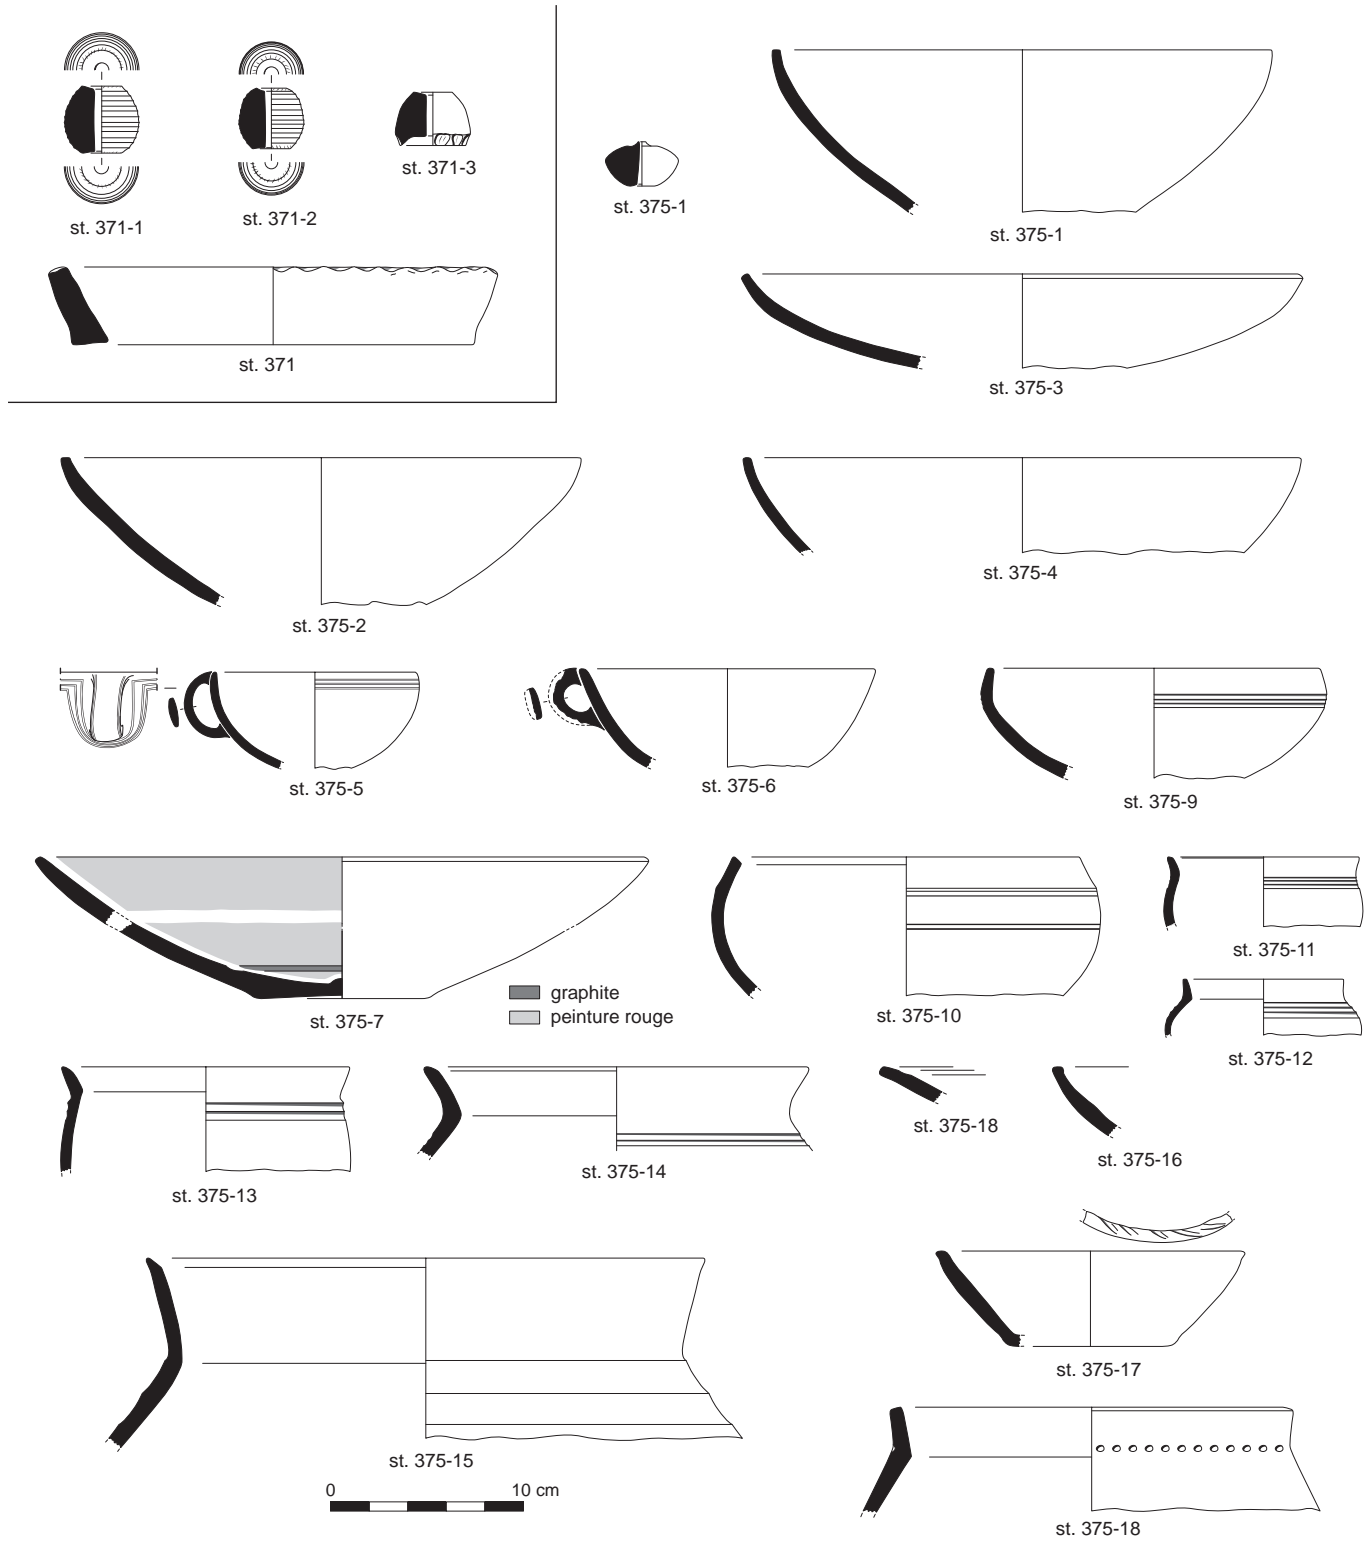 st. 371-1
st. 371-2
st. 371-3
st. 371
st. 375-1
st. 375-1
st. 375-3
st. 375-2
st. 375-4
st. 375-5
st. 375-6
st. 375-9
st. 375-7
graphite
peinture rouge
st. 375-10
st. 375-11
st. 375-12
st. 375-13
st. 375-14
st. 375-18
st. 375-16
st. 375-15
st. 375-17
st. 375-18
0 10 cm